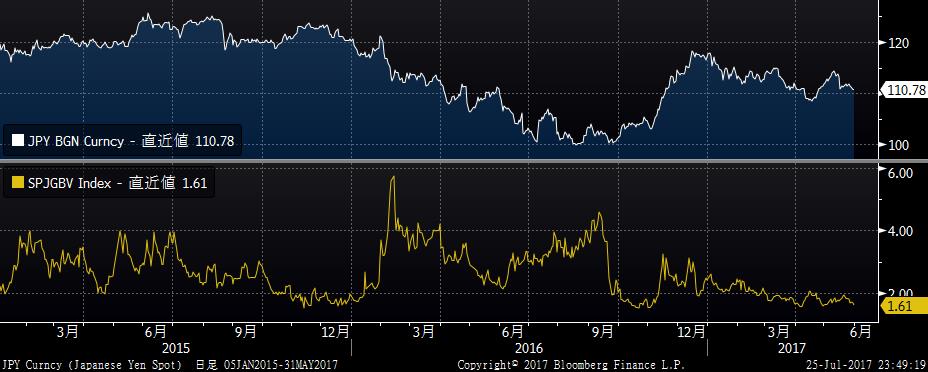 120
110.78
100
JPY BGN Curncy - 直近値 110.78
6.00
SPJGBV Index - 直近値 1.61
4.00
2.00
1.61
3月 6月 9月 12月 3月 6月 9月 12月 3月 6月
2015 2016 2017
JPY Curncy (Japanese Yen Spot) 日足 05JAN2015-31MAY2017 Copyright© 2017 Bloomberg Finance L.P. 25-Jul-2017 23:49:19